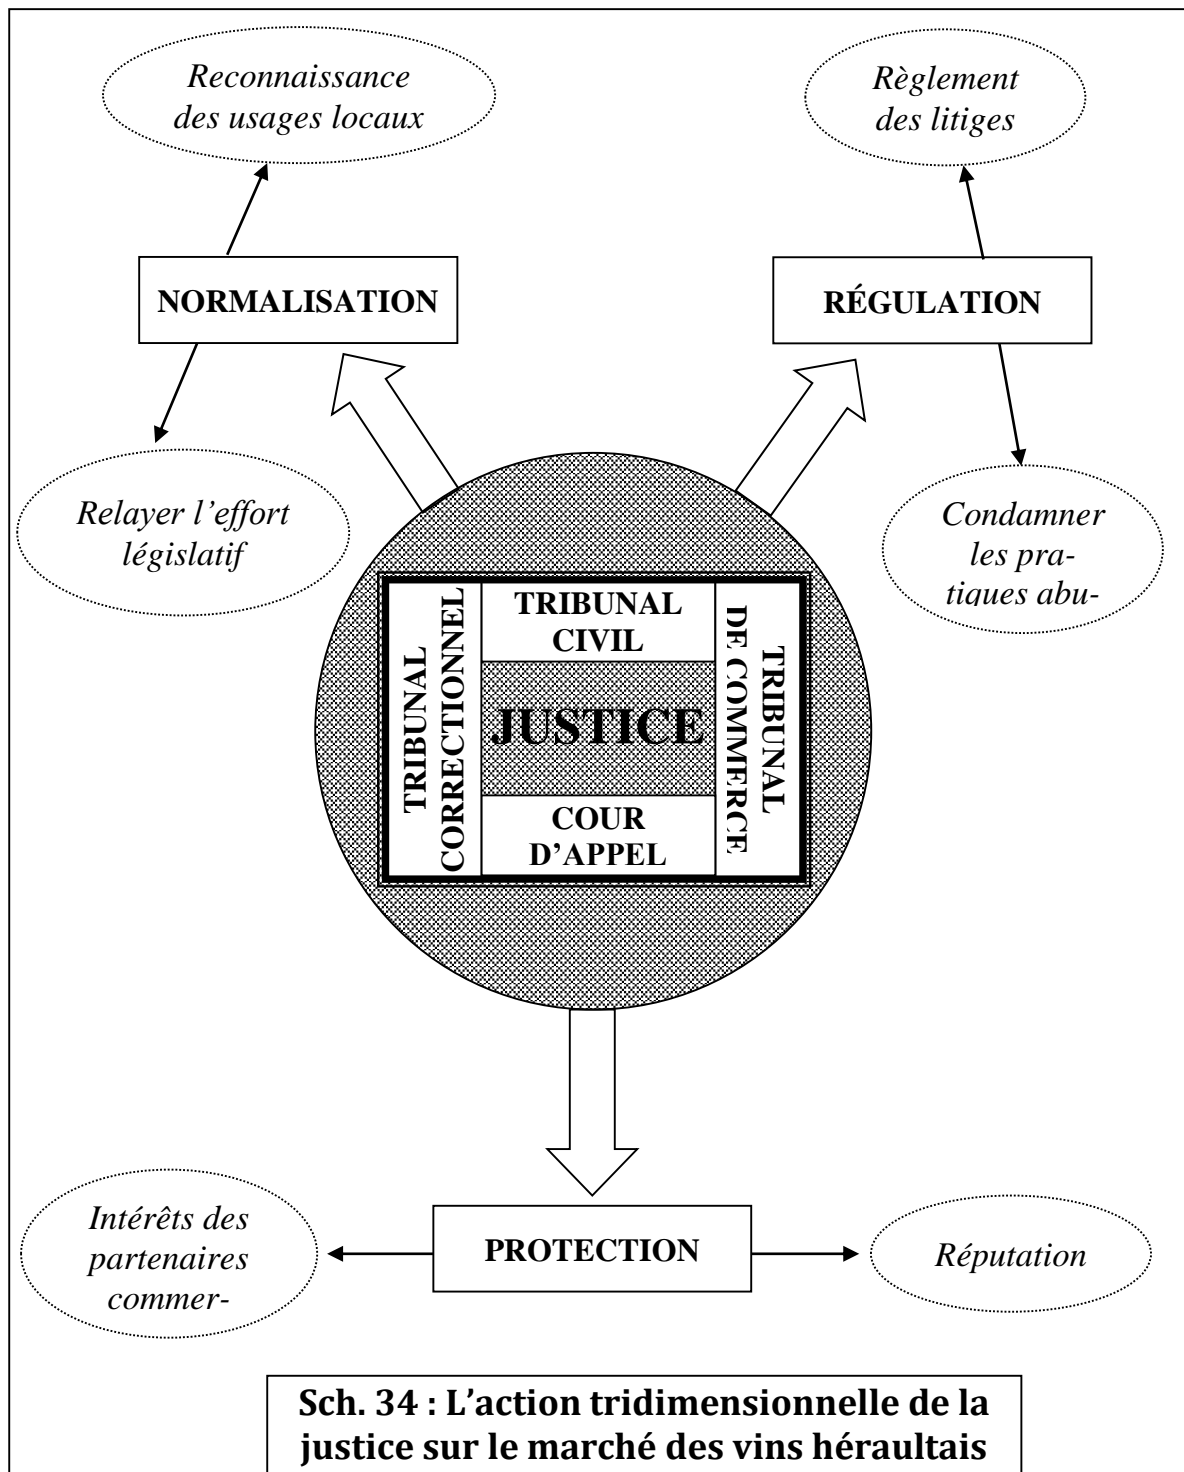 Reconnaissance
des usages locaux
Règlement
des litiges
NORMALISATION
RÉGULATION
Relayer l’effort
législatif
Condamner
les pra-
tiques abu-
TRIBUNAL
CIVIL
TRIBUNAL
CORRECTIONNEL
JUSTICE
TRIBUNAL
DE COMMERCE
COUR
D’APPEL
Intérêts des
partenaires
commer-
PROTECTION
Réputation
Sch. 34 : L’action tridimensionnelle de la
justice sur le marché des vins héraultais